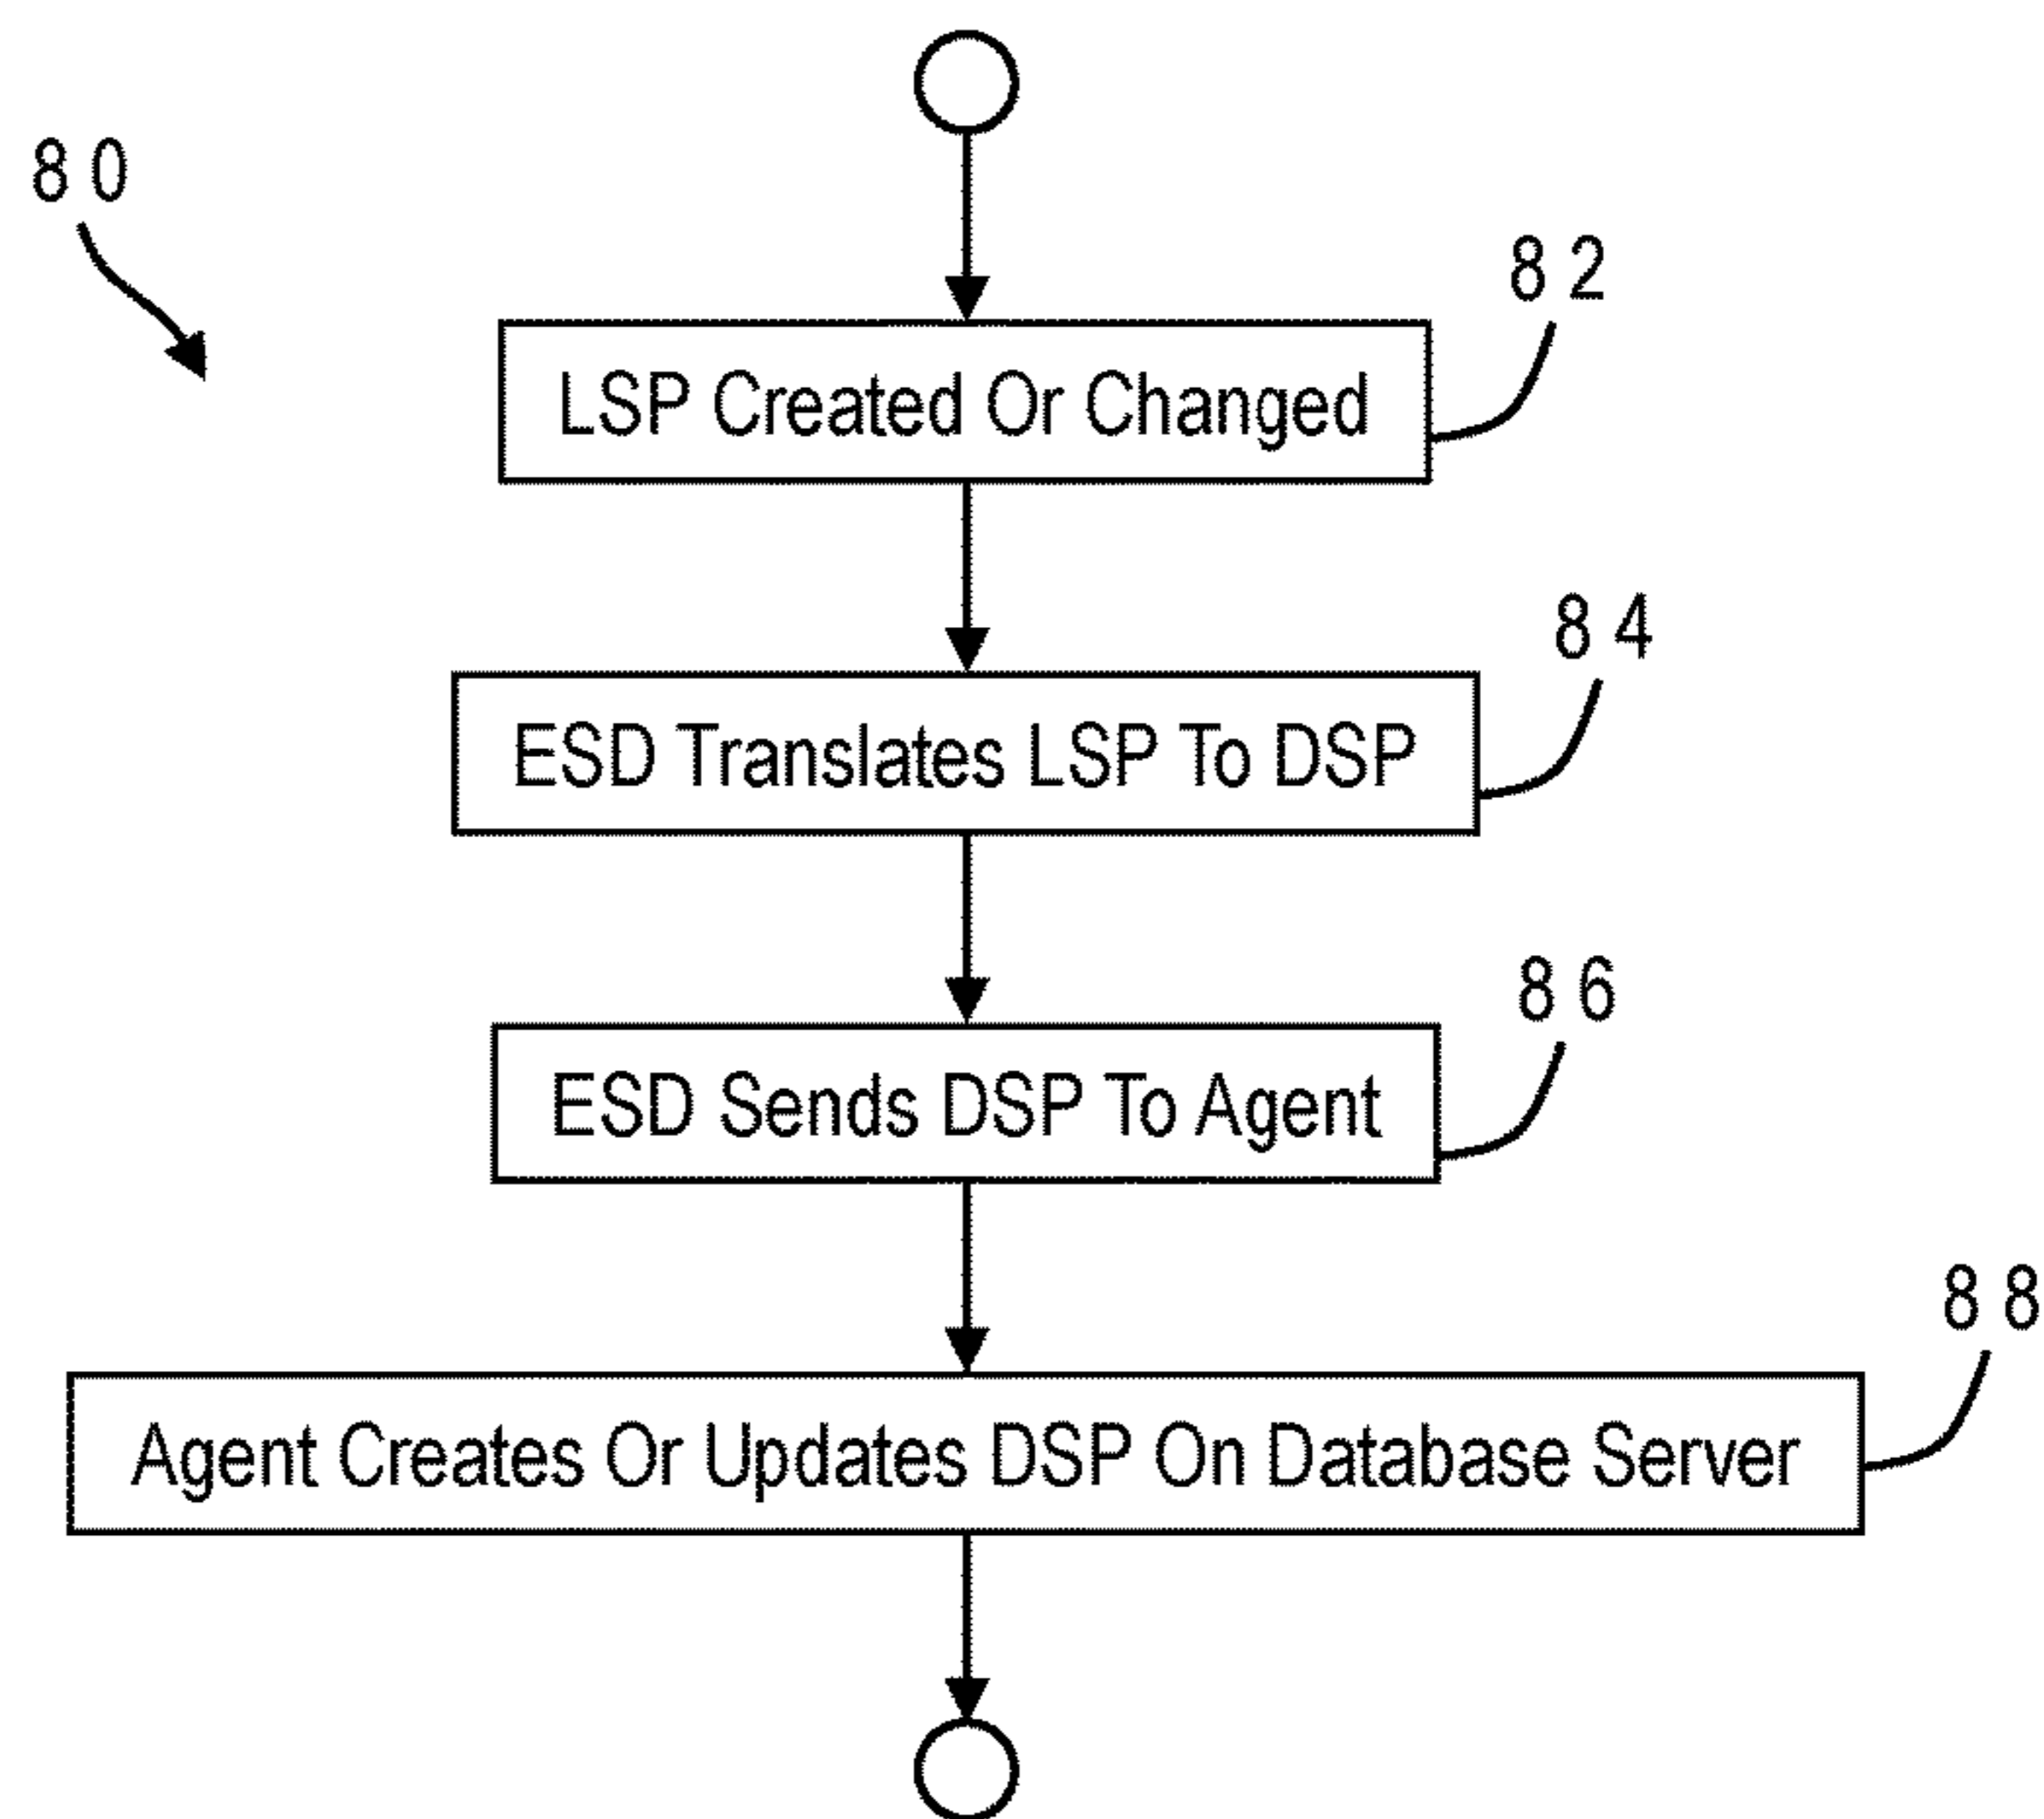 80
82
LSP Created Or Changed
84
ESD Translates LSP To DSP
86
ESD Sends DSP To Agent
88
Agent Creates Or Updates DSP On Database Server